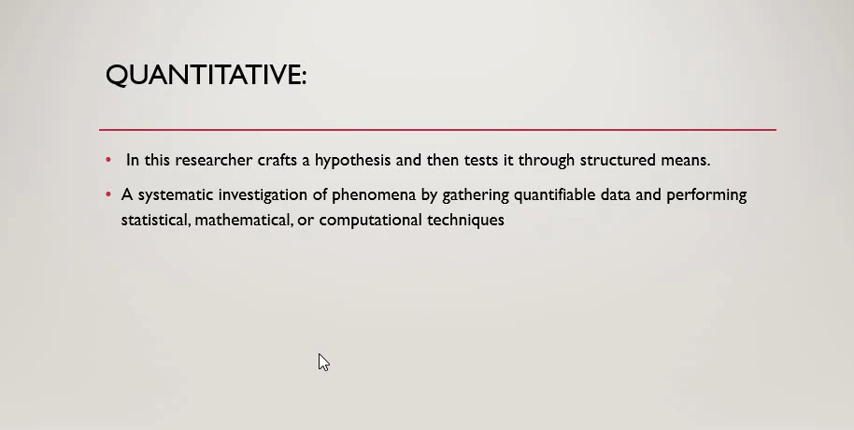 QUANTITATIVE:
• In this researcher crafts a hypothesis and then tests it through structured means.
• A systematic investigation of phenomena by gathering quantifiable data and performing
statistical, mathematical, or computational techniques